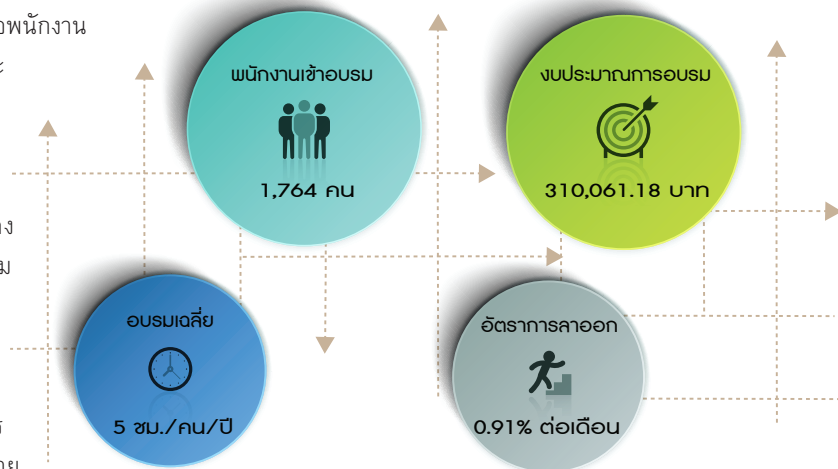 พนักงานเข้าอบรม
1,764 คน
งบประมาณการอบรม
310,061.18 บาท
อบรมเฉลี่ย
5 ชม./คน/ปี
อัตราการลาออก
0.91% ต่อเดือน